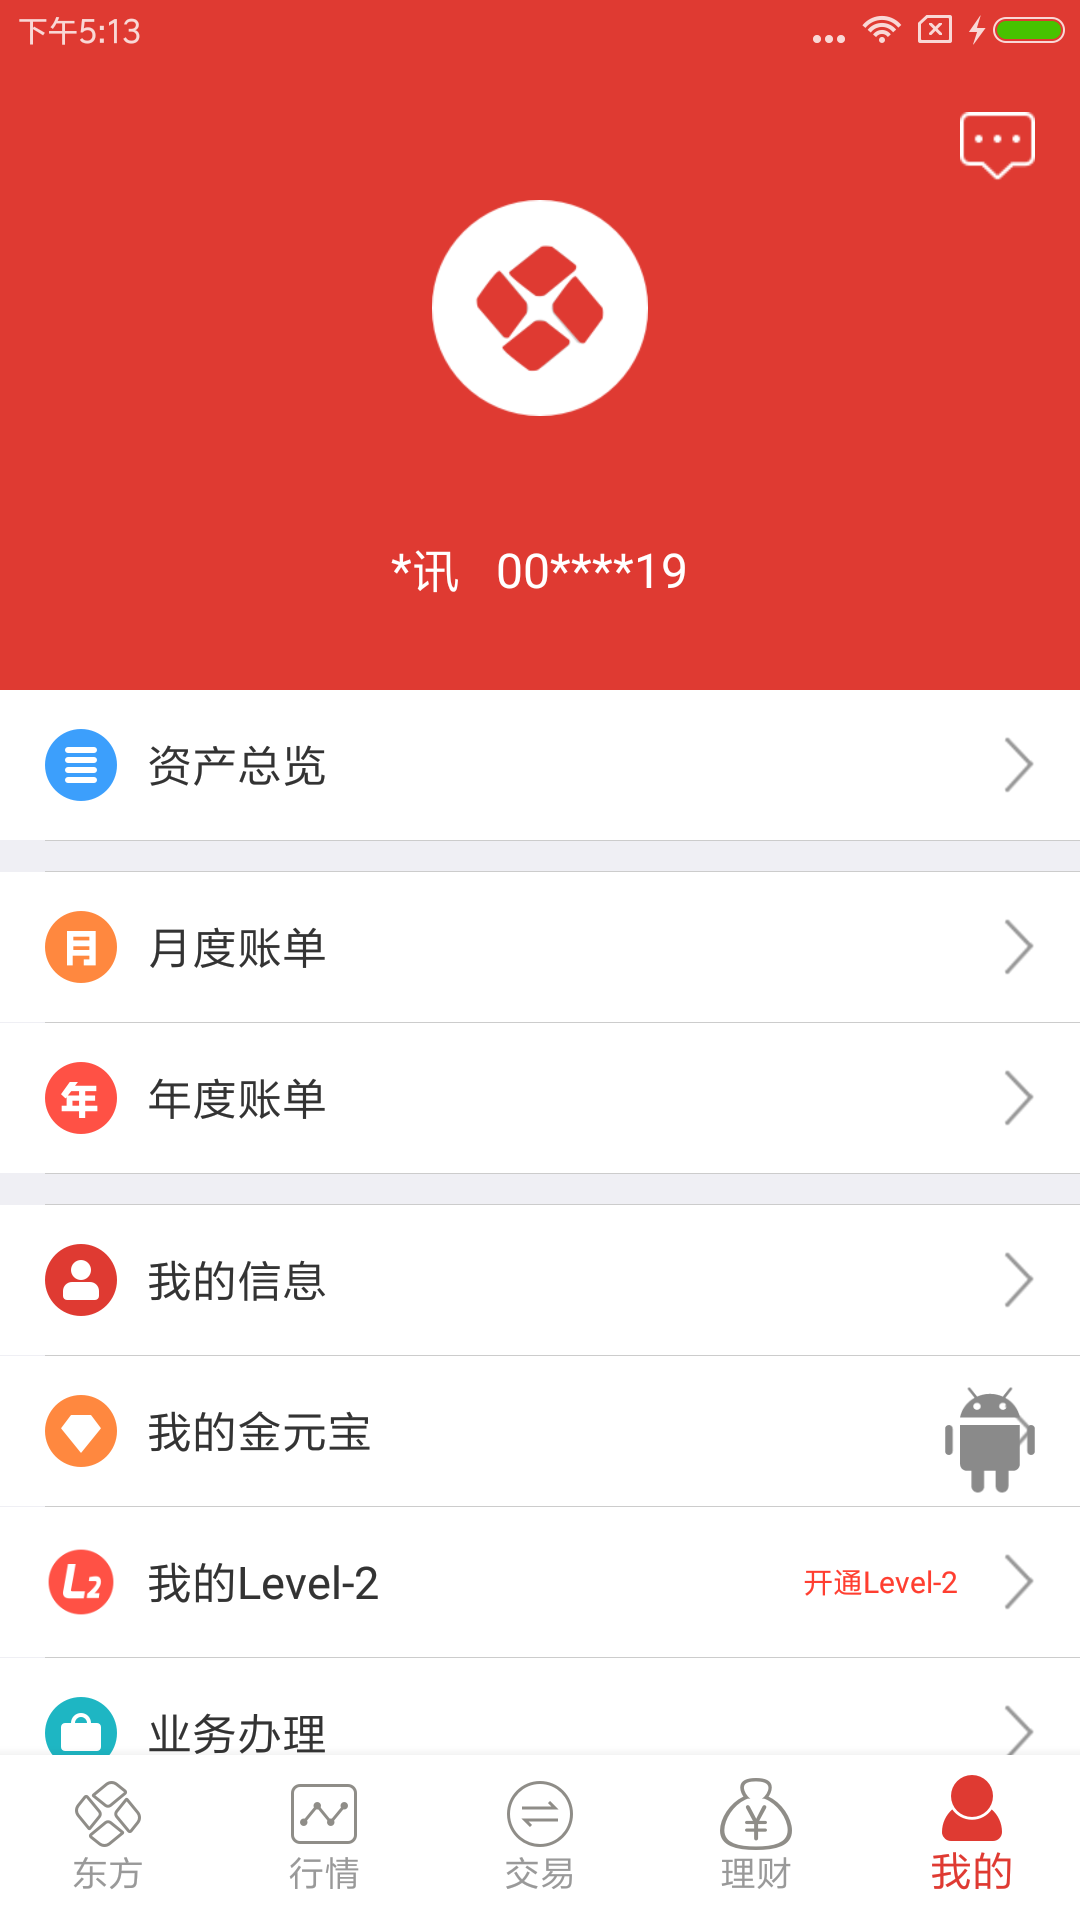 下午5:13
*讯 00****19
资产总览
月
月度账单
年
年度账单
我的信息
我的金元宝
L2
我的Level-2
开通Level-2
业务办理
东方
行情
交易
¥
理财
我的